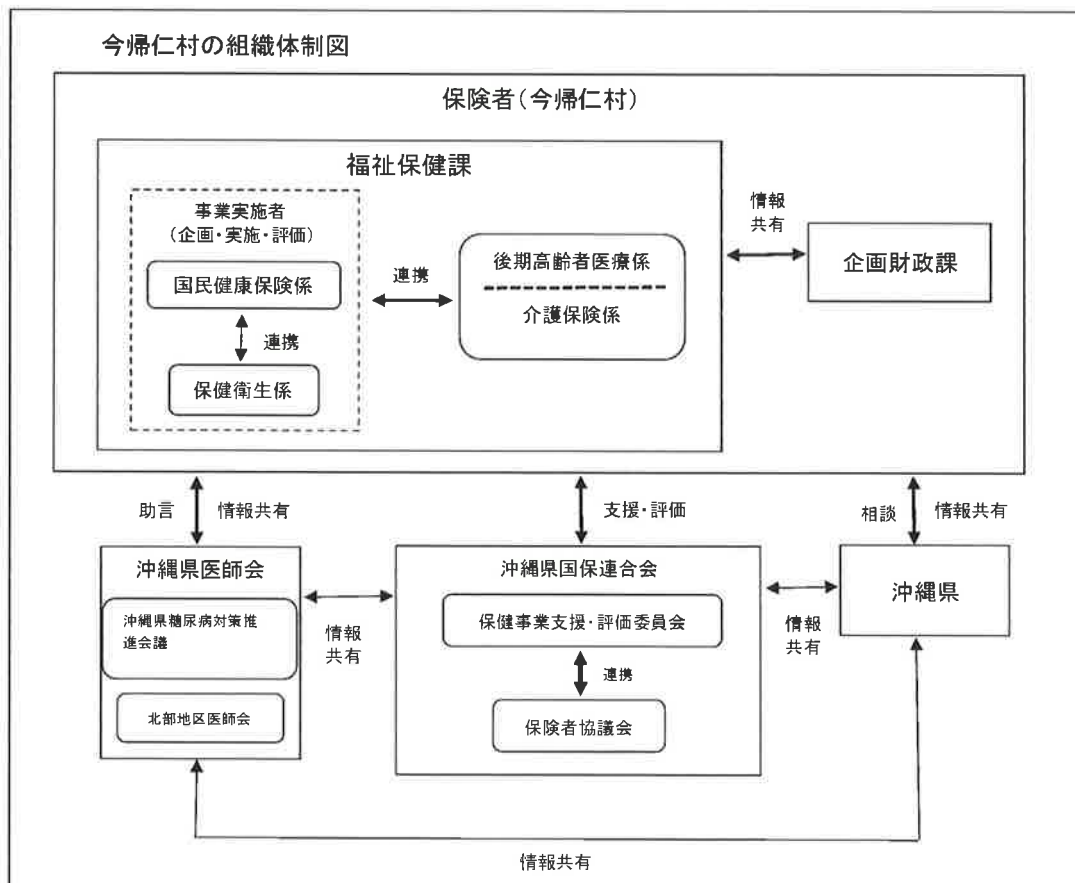 今帰仁村の組織体制図
保険者(今帰仁村)
福祉保健課
事業実施者
(企画・実施・評価)
国民健康保険係
連携
保健衛生係
連携
後期高齢者医療係
介護保険係
情報
共有
企画財政課
助言
情報共有
支援・評価
相談
情報共有
沖縄県医師会
沖縄県糖尿病対策推
進会議
北部地区医師会
情報
共有
沖縄県国保連合会
保健事業支援・評価委員会
連携
保険者協議会
情報
共有
沖縄県
情報共有